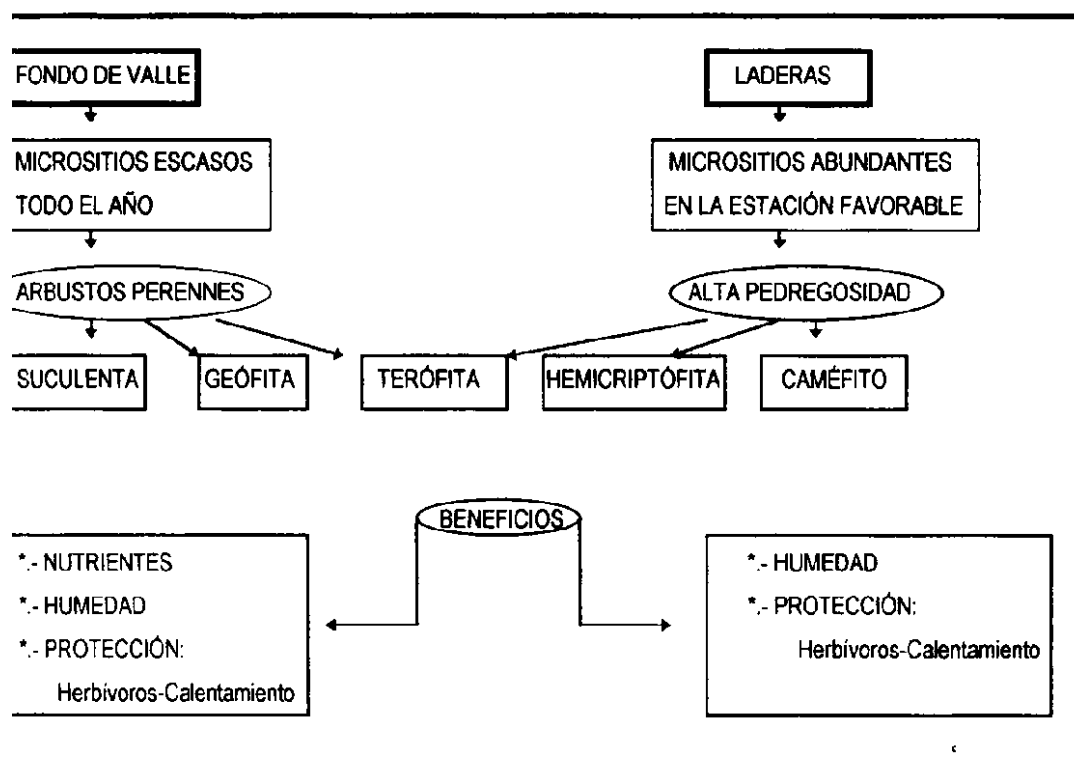 FONDO DE VALLE
LADERAS
MICROSITIOS ESCASOS
TODO EL AÑO
MICROSITIOS ABUNDANTES
EN LA ESTACIÓN FAVORABLE
ARBUSTOS PERENNES
ALTA PEDREGOSIDAD
SUCULENTA
GEÓFITA
TERÓFITA
HEMICRIPTÓFITA
CAMÉFITO
BENEFICIOS
*.- NUTRIENTES
*.- HUMEDAD
*.- PROTECCIÓN:
Herbívoros-Calentamiento
*.- HUMEDAD
*.- PROTECCIÓN:
Herbívoros-Calentamiento